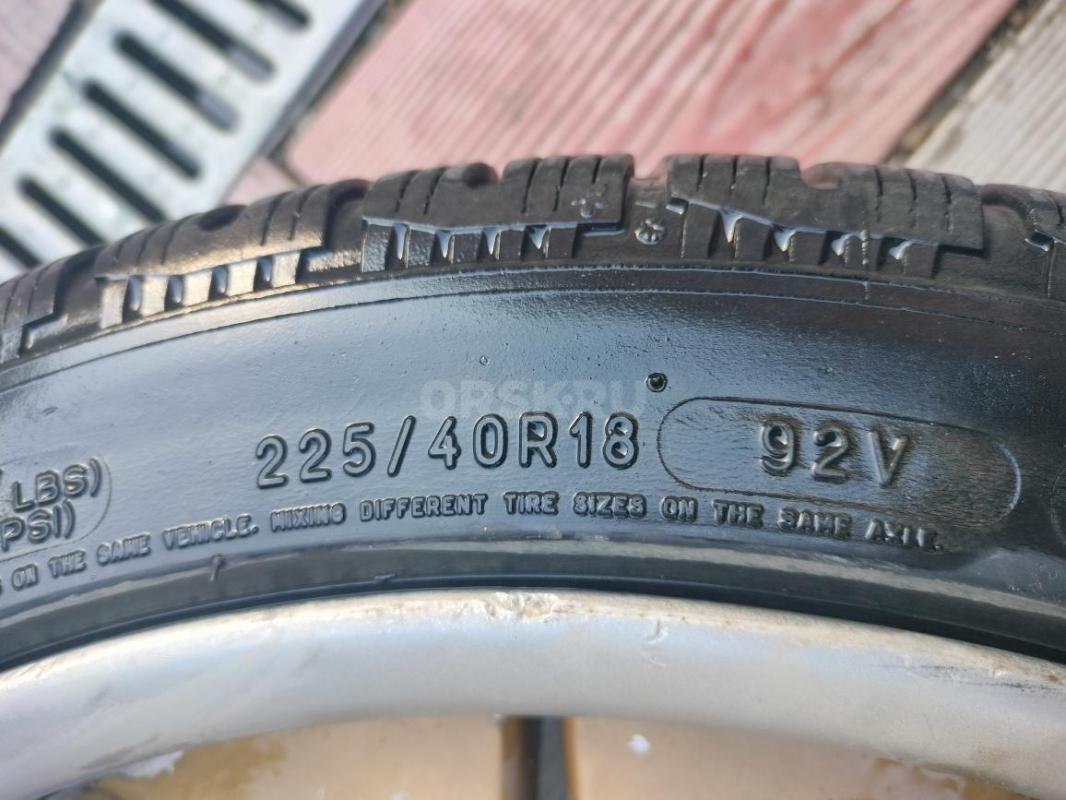 ORSK.RU
225/40R18 92V
LBS)
PSI)
ON THE SAME VEHICLE. MIXING DIFFERENT TIRE SIZES ON THE SAME AXLE.